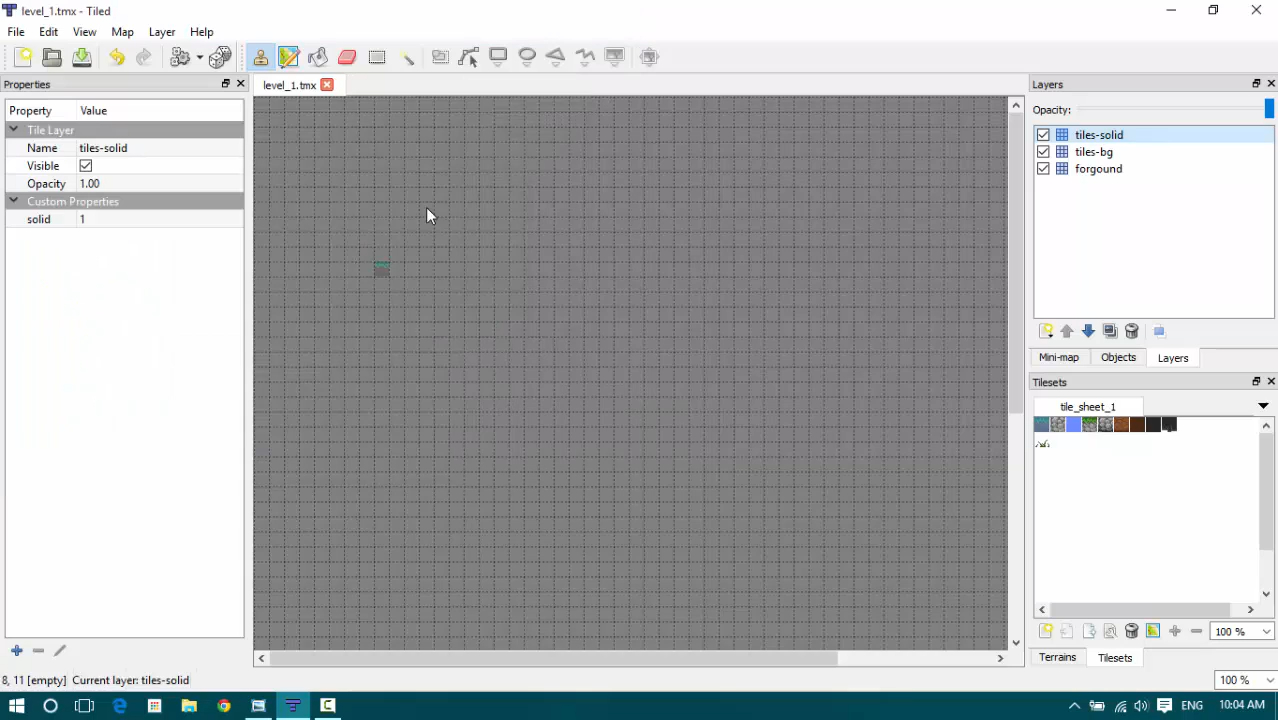 level_1.tmx - Tiled
File Edit View Map Layer Help
Properties
level_1.tmx
Layers
Property Value
Opacity:
Tile Layer
Name tiles-solid
Visible
Opacity 1.00
Custom Properties
solid 1
tiles-solid
tiles-bg
forgound
Mini-map Objects Layers
Tilesets
tile_sheet_1
100 %
Terrains Tilesets
8, 11 [empty] Current layer: tiles-solid
100 %
ENG 10:04 AM